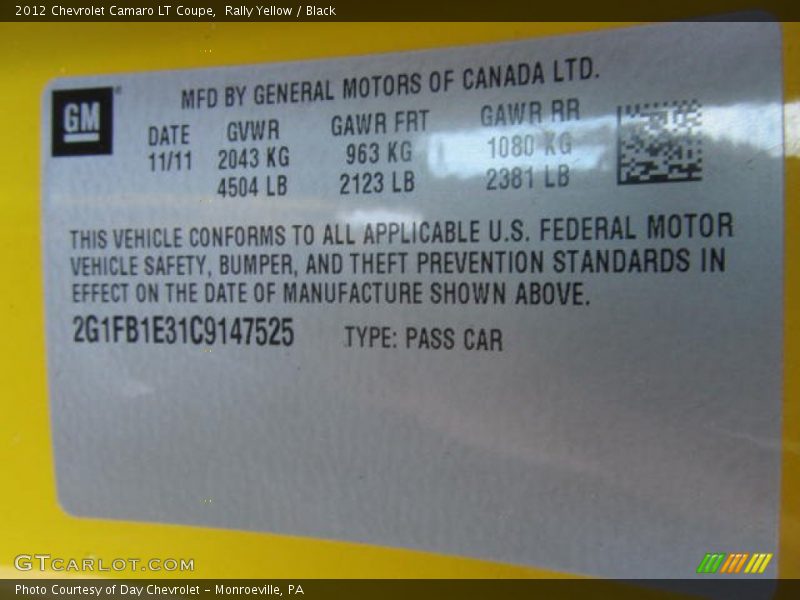 2012 Chevrolet Camaro LT Coupe, Rally Yellow / Black
GM
MFD BY GENERAL MOTORS OF CANADA LTD.
DATE GVWR GAWR FRT GAWR RR
11/11 2043 KG 963 KG 1080 KG
4504 LB 2123 LB 2381 LB
THIS VEHICLE CONFORMS TO ALL APPLICABLE U.S. FEDERAL MOTOR
VEHICLE SAFETY, BUMPER, AND THEFT PREVENTION STANDARDS IN
EFFECT ON THE DATE OF MANUFACTURE SHOWN ABOVE.
2G1FB1E31C9147525 TYPE: PASS CAR
GTCARLOT.COM
Photo Courtesy of Day Chevrolet - Monroeville, PA